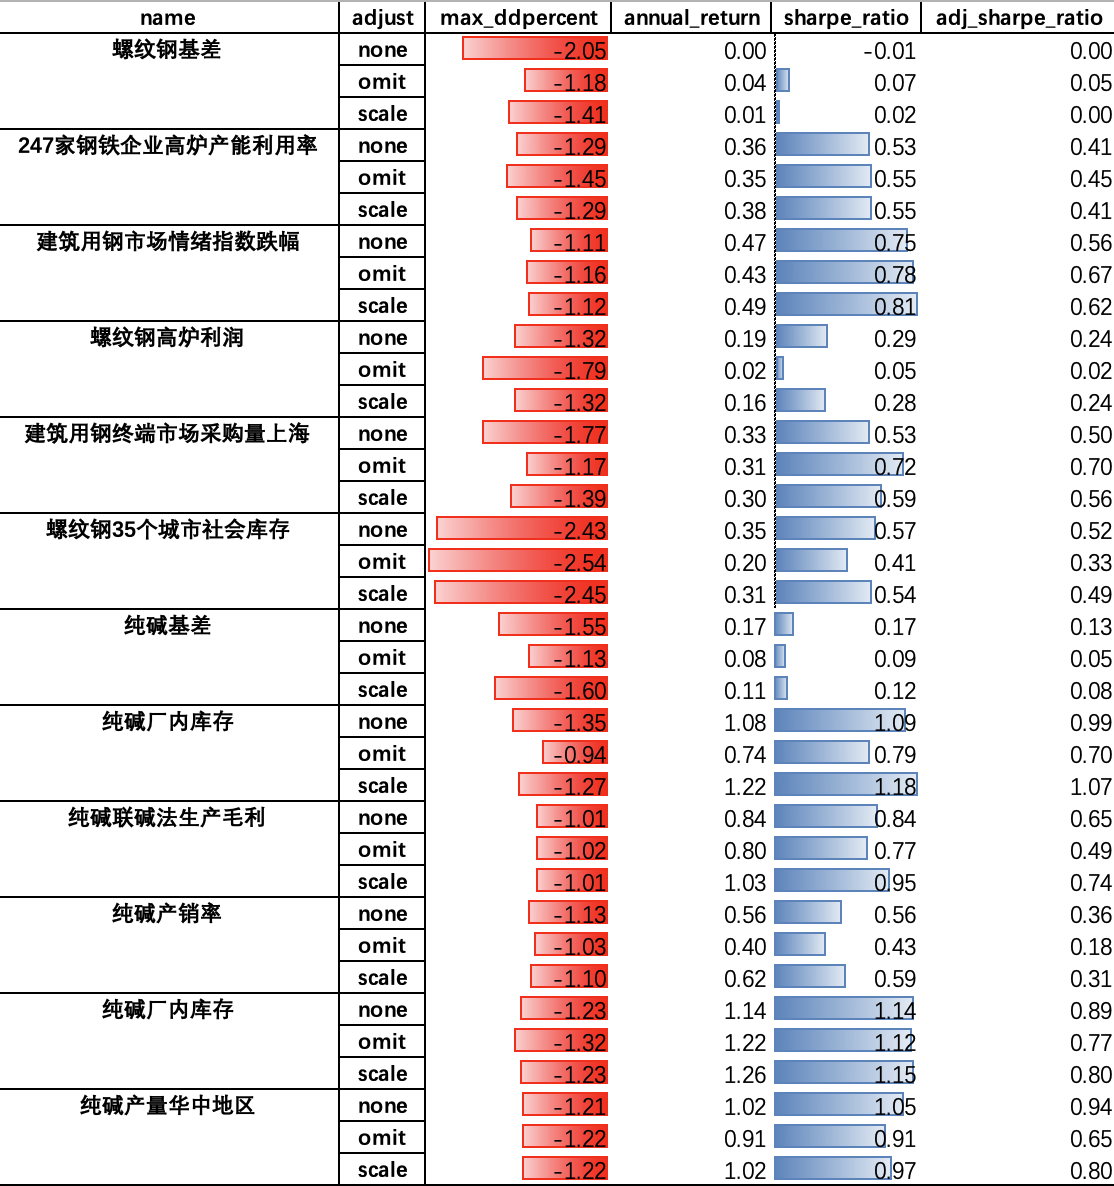 name adjust max_ddpercent annual_return sharpe_ratio adj_sharpe_ratio
螺纹钢基差 none -2.05 0.00 -0.01 0.00
omit -1.18 0.04 0.07 0.05
scale -1.41 0.01 0.02 0.00
247家钢铁企业高炉产能利用率 none -1.29 0.36 0.53 0.41
omit -1.45 0.35 0.55 0.45
scale -1.29 0.38 0.55 0.41
建筑用钢市场情绪指数跌幅 none -1.11 0.47 0.75 0.56
omit -1.16 0.43 0.78 0.67
scale -1.12 0.49 0.81 0.62
螺纹钢高炉利润 none -1.32 0.19 0.29 0.24
omit -1.79 0.02 0.05 0.02
scale -1.32 0.16 0.28 0.24
建筑用钢终端市场采购量上海 none -1.77 0.33 0.53 0.50
omit -1.17 0.31 0.72 0.70
scale -1.39 0.30 0.59 0.56
螺纹钢35个城市社会库存 none -2.43 0.35 0.57 0.52
omit -2.54 0.20 0.41 0.33
scale -2.45 0.31 0.54 0.49
纯碱基差 none -1.55 0.17 0.17 0.13
omit -1.13 0.08 0.09 0.05
scale -1.60 0.11 0.12 0.08
纯碱厂内库存 none -1.35 1.08 1.09 0.99
omit -0.94 0.74 0.79 0.70
scale -1.27 1.22 1.18 1.07
纯碱联碱法生产毛利 none -1.01 0.84 0.84 0.65
omit -1.02 0.80 0.77 0.49
scale -1.01 1.03 0.95 0.74
纯碱产销率 none -1.13 0.56 0.56 0.36
omit -1.03 0.40 0.43 0.18
scale -1.10 0.62 0.59 0.31
纯碱厂内库存 none -1.23 1.14 1.14 0.89
omit -1.32 1.22 1.12 0.77
scale -1.23 1.26 1.15 0.80
纯碱产量华中地区 none -1.21 1.02 1.05 0.94
omit -1.22 0.91 0.91 0.65
scale -1.22 1.02 0.97 0.80